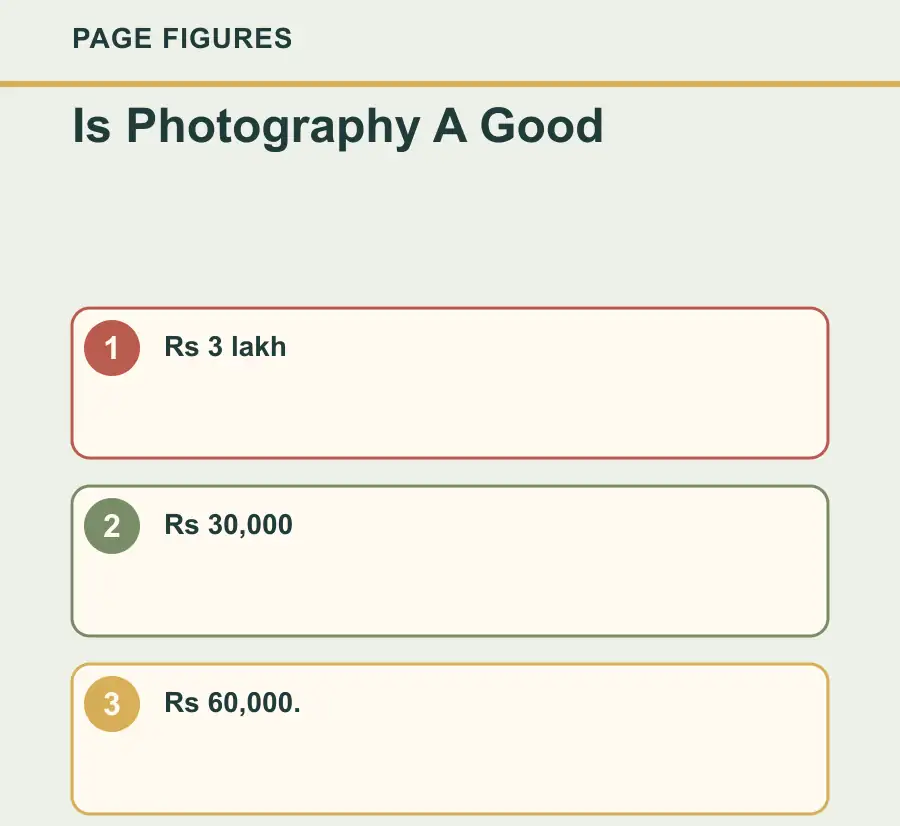 PAGE FIGURES
Is Photography A Good
1
Rs 3 lakh
2
Rs 30,000
3
Rs 60,000.